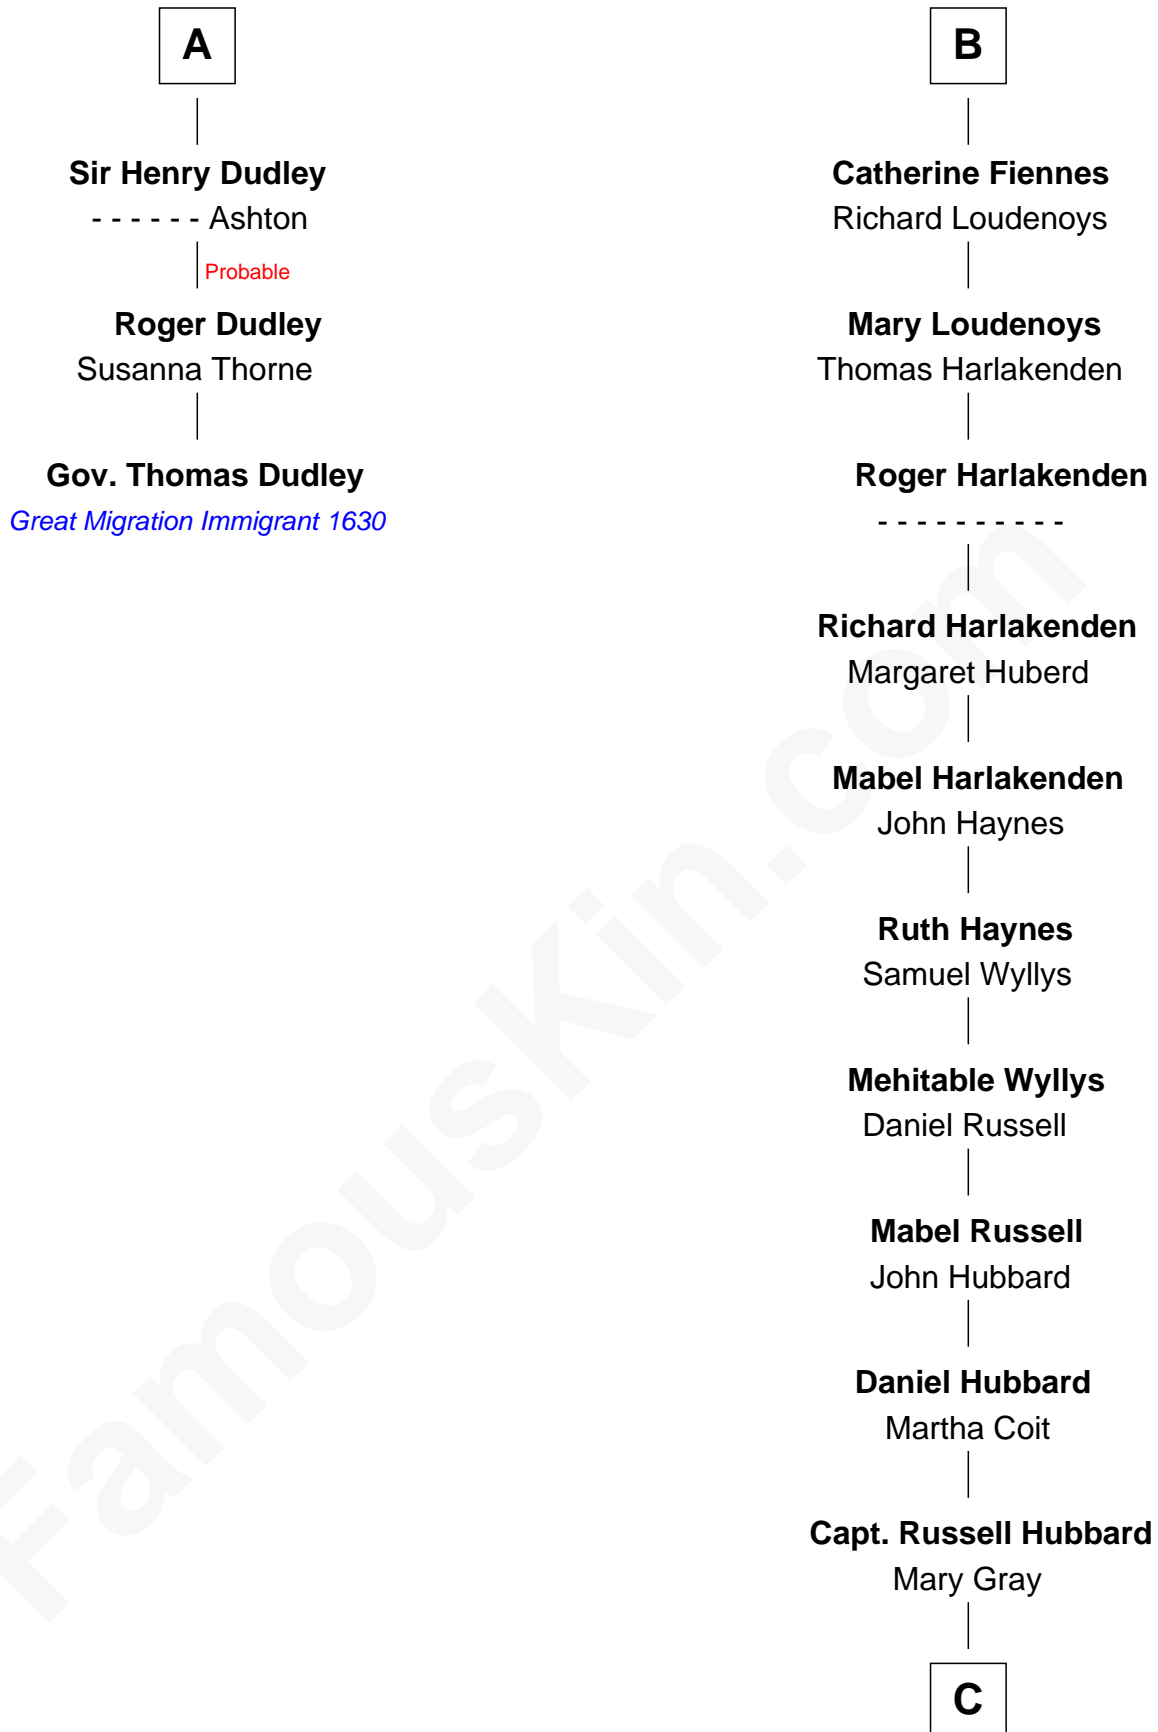 A
Sir Henry Dudley
- - - - - - Ashton
Probable
Roger Dudley
Susanna Thorne
Gov. Thomas Dudley
Great Migration Immigrant 1630
B
Catherine Fiennes
Richard Loudenoys
Mary Loudenoys
Thomas Harlakenden
Roger Harlakenden
- - - - - - - - - -
Richard Harlakenden
Margaret Huberd
Mabel Harlakenden
John Haynes
Ruth Haynes
Samuel Wyllys
Mehitable Wyllys
Daniel Russell
Mabel Russell
John Hubbard
Daniel Hubbard
Martha Coit
Capt. Russell Hubbard
Mary Gray
C
FamousKin.com